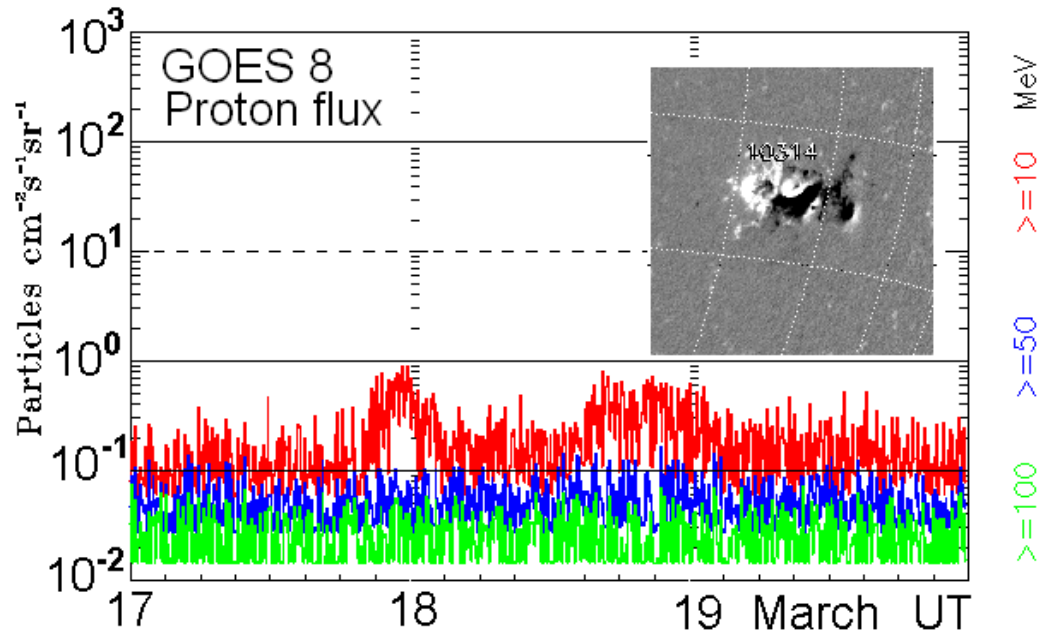 GOES 8
Proton flux
Particles cm⁻²s⁻¹sr⁻¹
10³
10²
10¹
10⁰
10⁻¹
10⁻²
17 18 19 March UT
10314
MeV
>=10
>=50
>=100